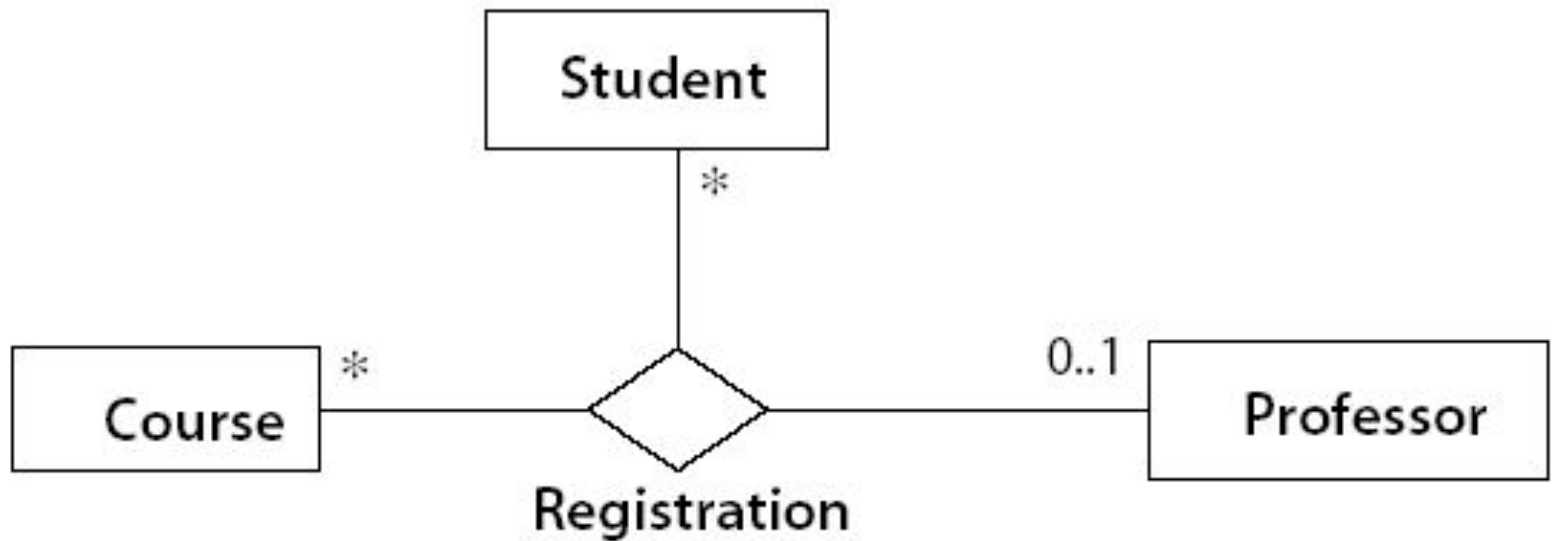 Student
*
*
0..1
Course
Professor
Registration